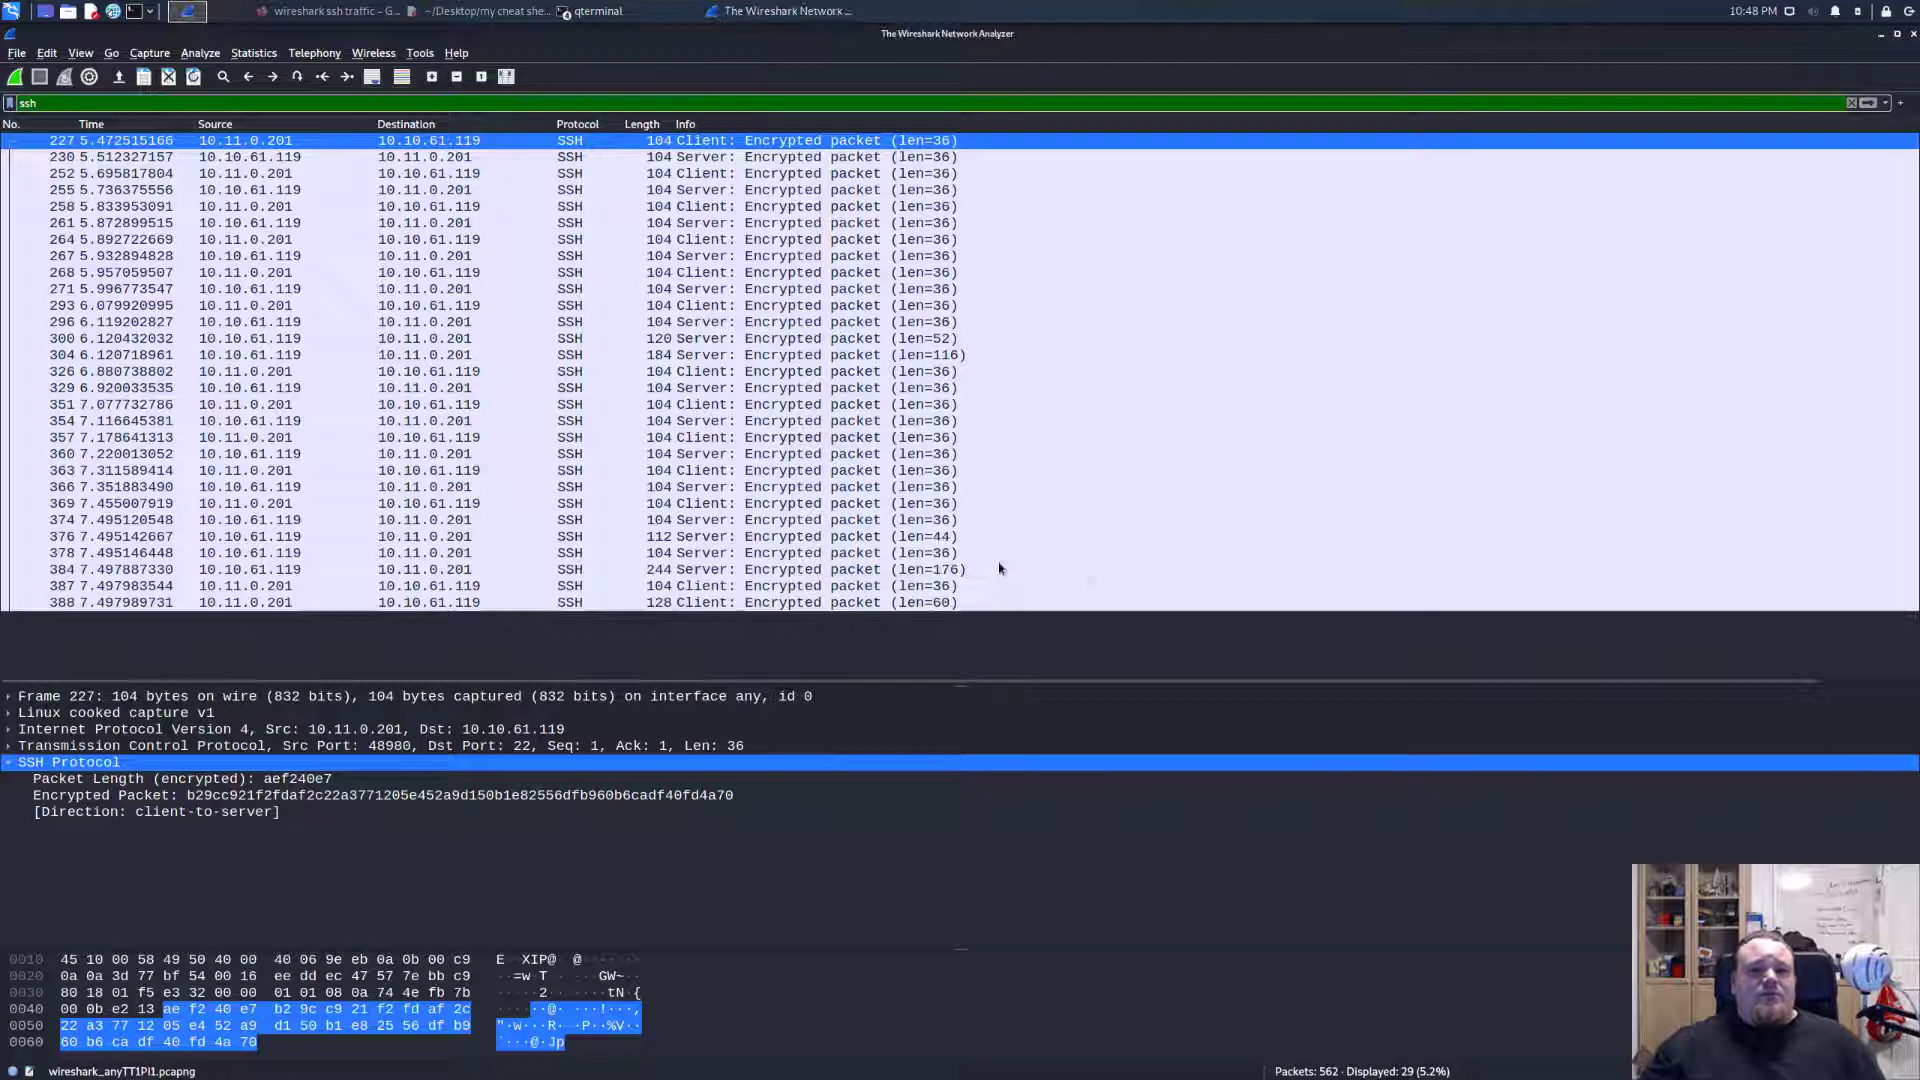 wireshark ssh traffic – G...
~/Desktop/my cheat she...
qterminal
The Wireshark Network ...
10:48 PM
The Wireshark Network Analyzer
File Edit View Go Capture Analyze Statistics Telephony Wireless Tools Help
ssh
No. Time Source Destination Protocol Length Info
227 5.472515166 10.11.0.201 10.10.61.119 SSH 104 Client: Encrypted packet (len=36)
230 5.512327157 10.10.61.119 10.11.0.201 SSH 104 Server: Encrypted packet (len=36)
252 5.695817804 10.11.0.201 10.10.61.119 SSH 104 Client: Encrypted packet (len=36)
255 5.736375556 10.10.61.119 10.11.0.201 SSH 104 Server: Encrypted packet (len=36)
258 5.833953091 10.11.0.201 10.10.61.119 SSH 104 Client: Encrypted packet (len=36)
261 5.872899515 10.10.61.119 10.11.0.201 SSH 104 Server: Encrypted packet (len=36)
264 5.892722669 10.11.0.201 10.10.61.119 SSH 104 Client: Encrypted packet (len=36)
267 5.932894828 10.10.61.119 10.11.0.201 SSH 104 Server: Encrypted packet (len=36)
268 5.957059507 10.11.0.201 10.10.61.119 SSH 104 Client: Encrypted packet (len=36)
271 5.996773547 10.10.61.119 10.11.0.201 SSH 104 Server: Encrypted packet (len=36)
293 6.079920995 10.11.0.201 10.10.61.119 SSH 104 Client: Encrypted packet (len=36)
296 6.119202827 10.10.61.119 10.11.0.201 SSH 104 Server: Encrypted packet (len=36)
300 6.120432032 10.10.61.119 10.11.0.201 SSH 120 Server: Encrypted packet (len=52)
304 6.120718961 10.10.61.119 10.11.0.201 SSH 184 Server: Encrypted packet (len=116)
326 6.880738802 10.11.0.201 10.10.61.119 SSH 104 Client: Encrypted packet (len=36)
329 6.920033535 10.10.61.119 10.11.0.201 SSH 104 Server: Encrypted packet (len=36)
351 7.077732786 10.11.0.201 10.10.61.119 SSH 104 Client: Encrypted packet (len=36)
354 7.116645381 10.10.61.119 10.11.0.201 SSH 104 Server: Encrypted packet (len=36)
357 7.178641313 10.11.0.201 10.10.61.119 SSH 104 Client: Encrypted packet (len=36)
360 7.220013052 10.10.61.119 10.11.0.201 SSH 104 Server: Encrypted packet (len=36)
363 7.311589414 10.11.0.201 10.10.61.119 SSH 104 Client: Encrypted packet (len=36)
366 7.351883490 10.10.61.119 10.11.0.201 SSH 104 Server: Encrypted packet (len=36)
369 7.455007919 10.11.0.201 10.10.61.119 SSH 104 Client: Encrypted packet (len=36)
374 7.495120548 10.10.61.119 10.11.0.201 SSH 104 Server: Encrypted packet (len=36)
376 7.495142667 10.10.61.119 10.11.0.201 SSH 112 Server: Encrypted packet (len=44)
378 7.495146448 10.10.61.119 10.11.0.201 SSH 104 Server: Encrypted packet (len=36)
384 7.497887330 10.10.61.119 10.11.0.201 SSH 244 Server: Encrypted packet (len=176)
387 7.497983544 10.11.0.201 10.10.61.119 SSH 104 Client: Encrypted packet (len=36)
388 7.497989731 10.11.0.201 10.10.61.119 SSH 128 Client: Encrypted packet (len=60)
Frame 227: 104 bytes on wire (832 bits), 104 bytes captured (832 bits) on interface any, id 0
Linux cooked capture v1
Internet Protocol Version 4, Src: 10.11.0.201, Dst: 10.10.61.119
Transmission Control Protocol, Src Port: 48980, Dst Port: 22, Seq: 1, Ack: 1, Len: 36
SSH Protocol
Packet Length (encrypted): aef240e7
Encrypted Packet: b29cc921f2fdaf2c22a3771205e452a9d150b1e82556dfb960b6cadf40fd4a70
[Direction: client-to-server]
0010 45 10 00 58 49 50 40 00 40 06 9e eb 0a 0b 00 c9 E··XIP@·@·······
0020 0a 0a 3d 77 bf 54 00 16 ee dd ec 47 57 7e bb c9 ··=w·T·····GW~··
0030 80 18 01 f5 e3 32 00 00 01 01 08 0a 74 4e fb 7b ·····2······tN·{
0040 00 0b e2 13 ae f2 40 e7 b2 9c c9 21 f2 fd af 2c ······@····!···,
0050 22 a3 77 12 05 e4 52 a9 d1 50 b1 e8 25 56 df b9 "·w···R··P··%V··
0060 60 b6 ca df 40 fd 4a 70 `···@·Jp
wireshark_anyTT1PI1.pcapng
Packets: 562 · Displayed: 29 (5.2%)